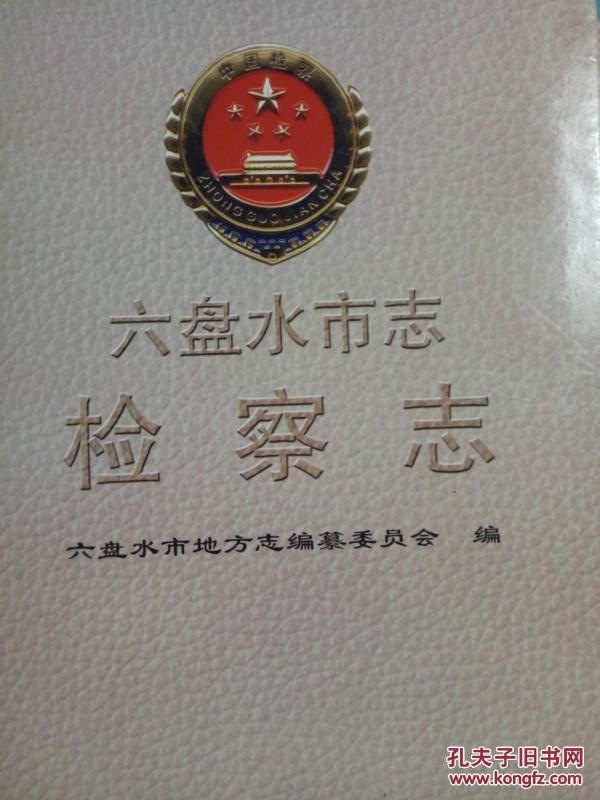 中国检察
ZHONGGUOJIANCHA
六盘水市志
检察志
六盘水市地方志编纂委员会 编
孔夫子旧书网
www.kongfz.com